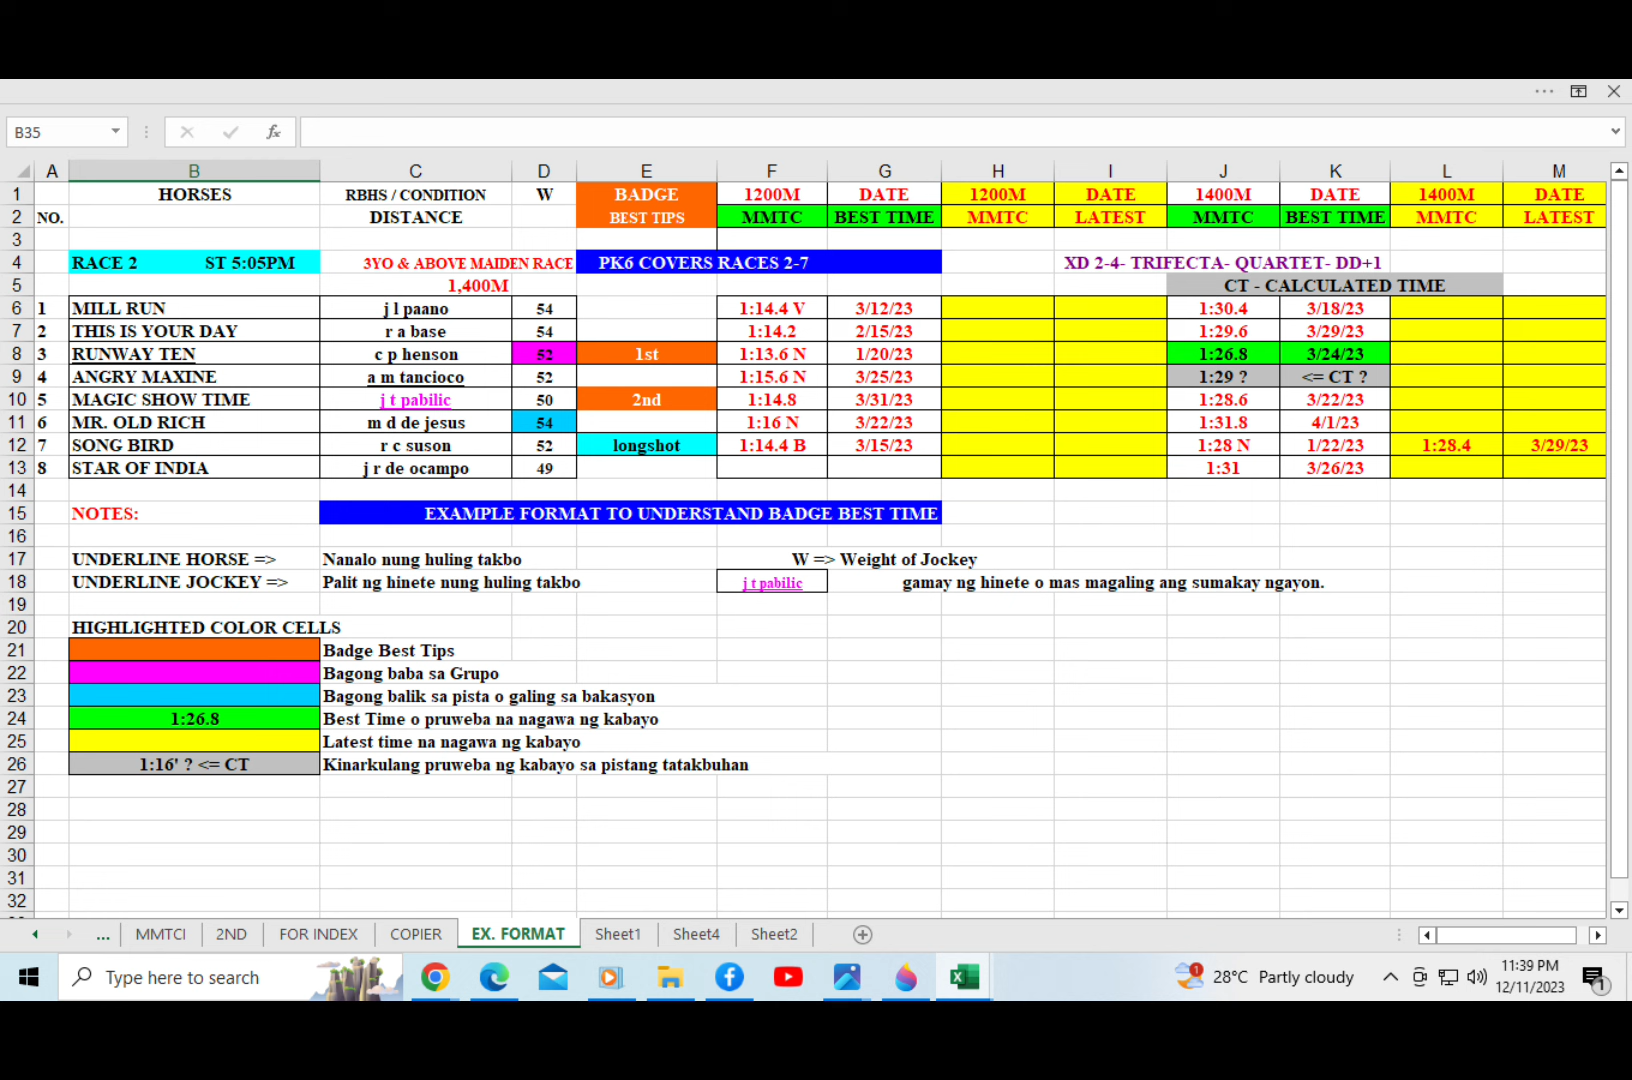 B35
fx
A B C D E F G H I J K L M
1 HORSES RBHS / CONDITION W BADGE 1200M DATE 1200M DATE 1400M DATE 1400M DATE
2 NO. DISTANCE BEST TIPS MMTC BEST TIME MMTC LATEST MMTC BEST TIME MMTC LATEST
3
4 RACE 2 ST 5:05PM 3YO & ABOVE MAIDEN RACE PK6 COVERS RACES 2-7 XD 2-4- TRIFECTA- QUARTET- DD+1
5 1,400M CT - CALCULATED TIME
6 1 MILL RUN j l paano 54 1:14.4 V 3/12/23 1:30.4 3/18/23
7 2 THIS IS YOUR DAY r a base 54 1:14.2 2/15/23 1:29.6 3/29/23
8 3 RUNWAY TEN c p henson 52 1st 1:13.6 N 1/20/23 1:26.8 3/24/23
9 4 ANGRY MAXINE a m tancioco 52 1:15.6 N 3/25/23 1:29 ? <= CT ?
10 5 MAGIC SHOW TIME j t pabilic 50 2nd 1:14.8 3/31/23 1:28.6 3/22/23
11 6 MR. OLD RICH m d de jesus 54 1:16 N 3/22/23 1:31.8 4/1/23
12 7 SONG BIRD r c suson 52 longshot 1:14.4 B 3/15/23 1:28 N 1/22/23 1:28.4 3/29/23
13 8 STAR OF INDIA j r de ocampo 49 1:31 3/26/23
14
15 NOTES: EXAMPLE FORMAT TO UNDERSTAND BADGE BEST TIME
16
17 UNDERLINE HORSE => Nanalo nung huling takbo W => Weight of Jockey
18 UNDERLINE JOCKEY => Palit ng hinete nung huling takbo j t pabilic gamay ng hinete o mas magaling ang sumakay ngayon.
19
20 HIGHLIGHTED COLOR CELLS
21 Badge Best Tips
22 Bagong baba sa Grupo
23 Bagong balik sa pista o galing sa bakasyon
24 1:26.8 Best Time o pruweba na nagawa ng kabayo
25 Latest time na nagawa ng kabayo
26 1:16' ? <= CT Kinarkulang pruweba ng kabayo sa pistang tatakbuhan
27
28
29
30
31
32
... MMTCI 2ND FOR INDEX COPIER EX. FORMAT Sheet1 Sheet4 Sheet2
Type here to search 1 28°C Partly cloudy 11:39 PM
12/11/2023 1